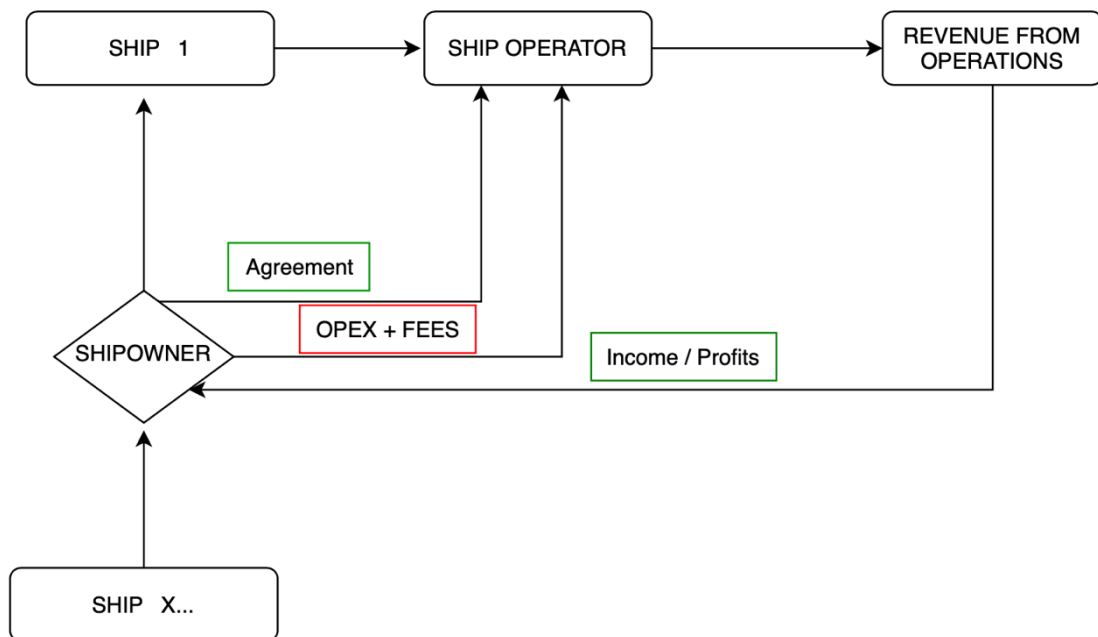 SHIP 1
SHIP OPERATOR
REVENUE FROM
OPERATIONS
Agreement
OPEX + FEES
SHIPOWNER
Income / Profits
SHIP X...